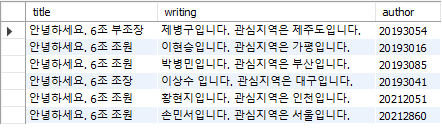 title writing author
안녕하세요, 6조 부조장 제병구입니다, 관심지역은 제주도입니다, 20193054
안녕하세요, 6조 조원 이현승입니다, 관심지역은 가평입니다, 20193016
안녕하세요, 6조 조원 박병민입니다, 관심지역은 부산입니다, 20193085
안녕하세요, 6조 조장 이상수 입니다, 관심지역은 대구입니다, 20193041
안녕하세요, 6조 조원 황현지입니다, 관심지역은 인천입니다, 20212051
안녕하세요, 6조 조원 손민서입니다, 관심지역은 서울입니다, 20212860